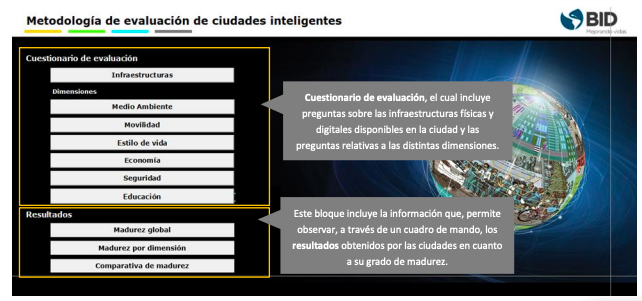 Metodología de evaluación de ciudades inteligentes
BID
Mejorando vidas
Cuestionario de evaluación
Infraestructuras
Dimensiones
Medio Ambiente
Movilidad
Estilo de vida
Economía
Seguridad
Educación
Cuestionario de evaluación, el cual incluye
preguntas sobre las infraestructuras físicas y
digitales disponibles en la ciudad y las
preguntas relativas a las distintas dimensiones.
Resultados
Madurez global
Madurez por dimensión
Comparativa de madurez
Este bloque incluye la información que, permite
observar, a través de un cuadro de mando, los
resultados obtenidos por las ciudades en cuanto
a su grado de madurez.